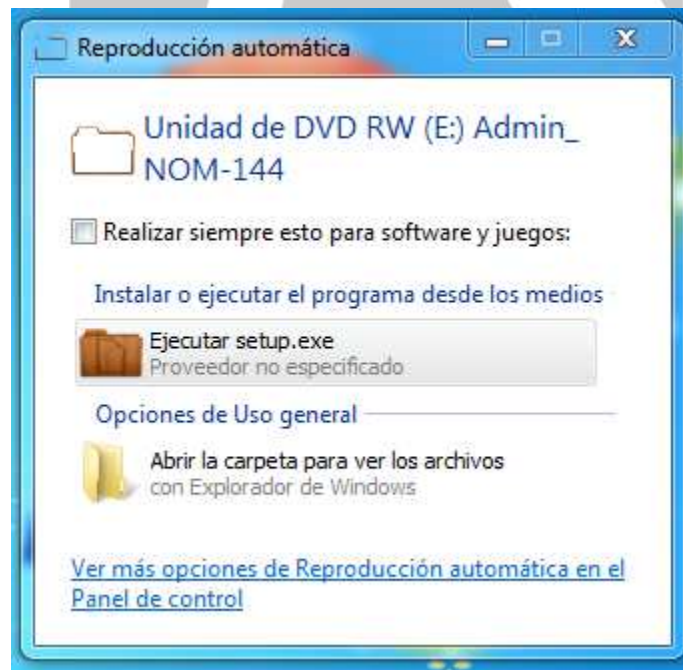 Reproducción automática
Unidad de DVD RW (E:) Admin_
NOM-144
Realizar siempre esto para software y juegos:
Instalar o ejecutar el programa desde los medios
Ejecutar setup.exe
Proveedor no especificado
Opciones de Uso general
Abrir la carpeta para ver los archivos
con Explorador de Windows
Ver más opciones de Reproducción automática en el
Panel de control